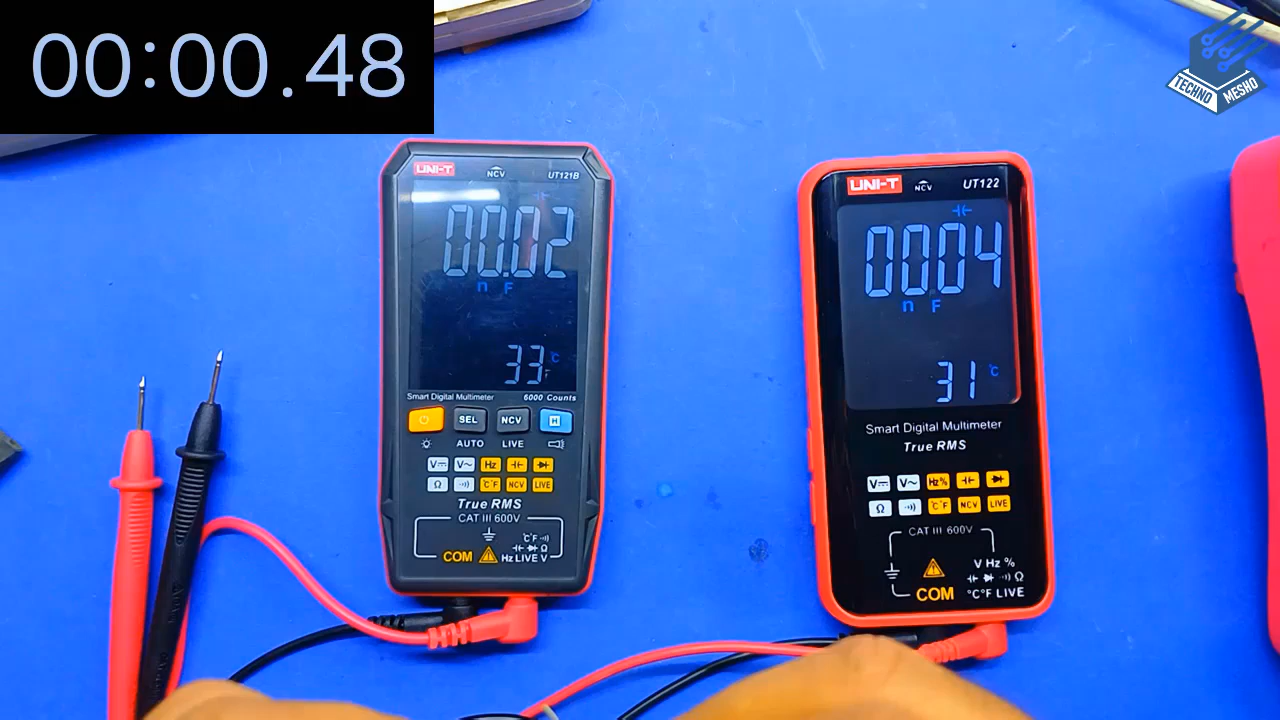 00:00.48
TECHNO MESHO
UNI-T
NCV
UT121B
00.02
n F
33 °C
°F
Smart Digital Multimeter 6000 Counts
SEL NCV H
AUTO LIVE
V V~ Hz
Ω °C°F NCV LIVE
True RMS
CAT III 600V
°C°F
Ω
COM Hz LIVE V
UNI-T
NCV
UT122
0004
n F
31 °C
Smart Digital Multimeter
True RMS
V V~ Hz%
Ω °C°F NCV LIVE
CAT III 600V
V Hz %
Ω
COM °C°F LIVE